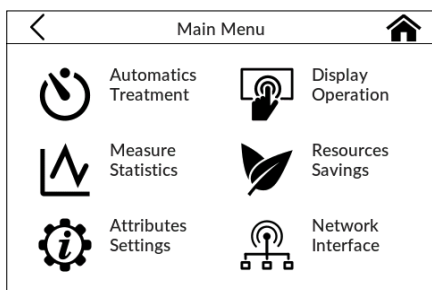 Main Menu
Automatics
Treatment
Display
Operation
Measure
Statistics
Resources
Savings
Attributes
Settings
Network
Interface